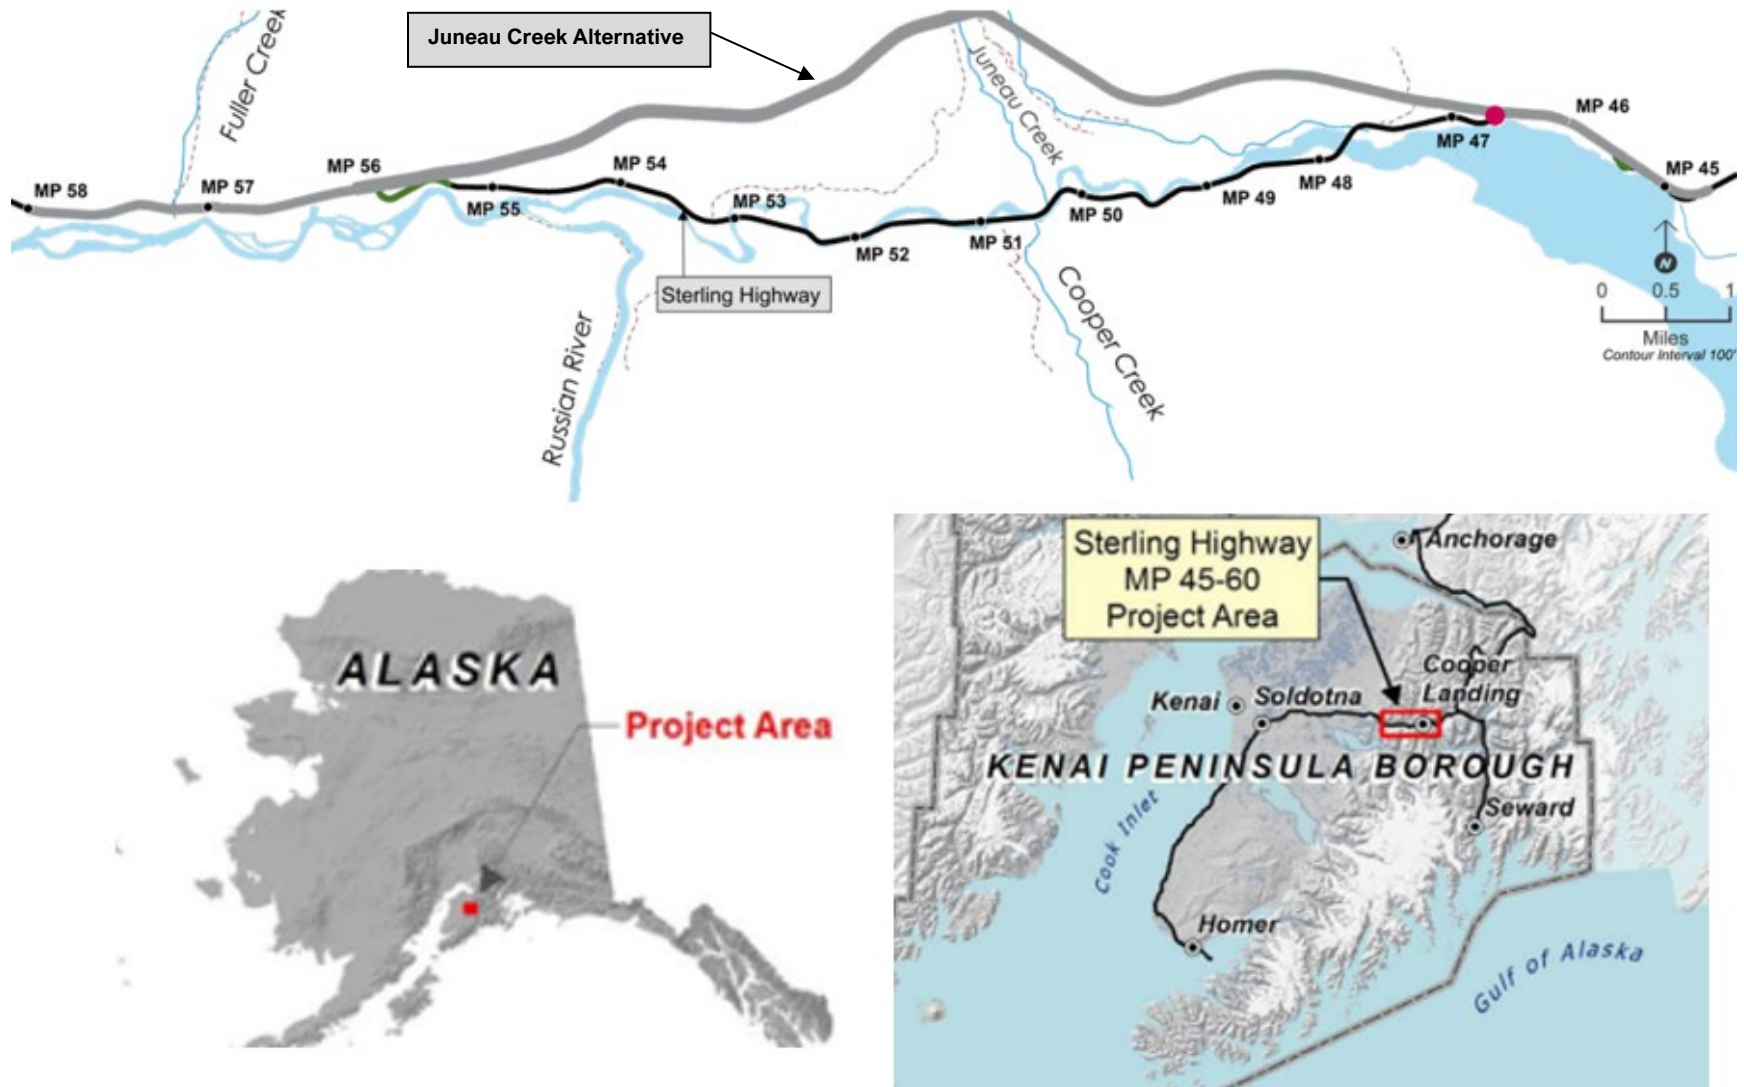 Juneau Creek Alternative
Fuller Creek
Juneau Creek
MP 46
MP 47
MP 45
MP 58
MP 57
MP 56
MP 54
MP 55
MP 53
MP 52
MP 51
MP 50
MP 49
MP 48
Sterling Highway
Russian River
Cooper Creek
N
0 0.5 1
Miles
Contour Interval 100'
ALASKA
Project Area
Sterling Highway
MP 45-60
Project Area
Anchorage
Cooper
Landing
Kenai
Soldotna
KENAI PENINSULA BOROUGH
Seward
Cook Inlet
Homer
Gulf of Alaska